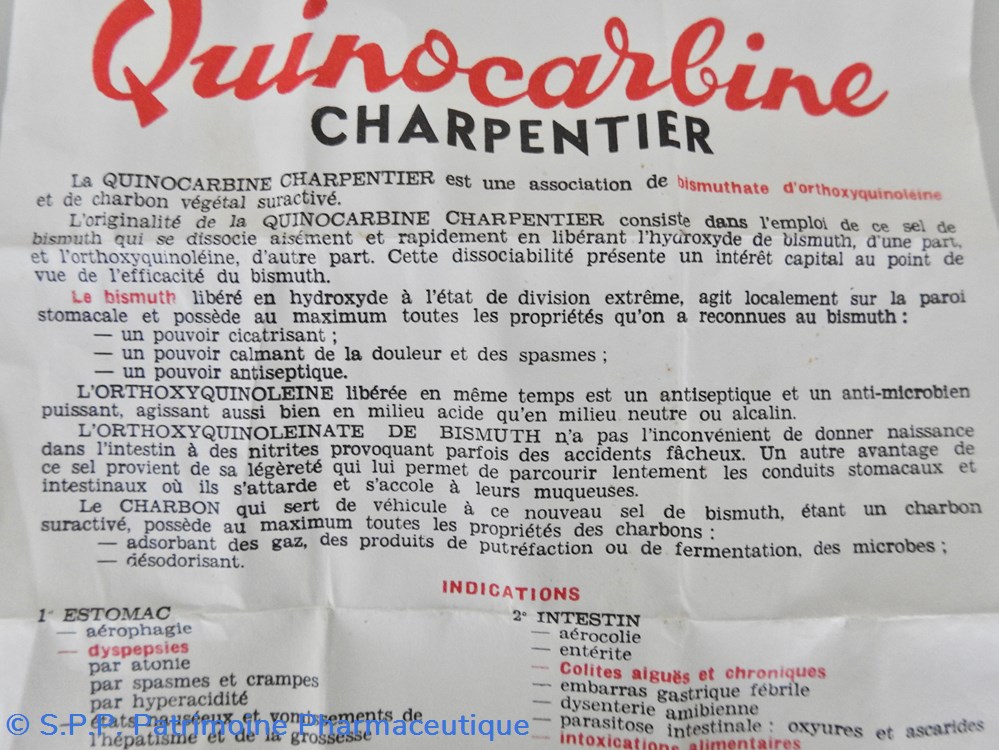 Quinocarbine
CHARPENTIER
La QUINOCARBINE CHARPENTIER est une association de bismuthate d'orthoxyquinoléine
et de charbon végétal suractivé.
L'originalité de la QUINOCARBINE CHARPENTIER consiste dans l'emploi de ce sel de
bismuth qui se dissocie aisément et rapidement en libérant l'hydroxyde de bismuth, d'une part,
et l'orthoxyquinoléine, d'autre part. Cette dissociabilité présente un intérêt capital au point de
vue de l'efficacité du bismuth.
Le bismuth libéré en hydroxyde à l'état de division extrême, agit localement sur la paroi
stomacale et possède au maximum toutes les propriétés qu'on a reconnues au bismuth :
— un pouvoir cicatrisant ;
— un pouvoir calmant de la douleur et des spasmes ;
— un pouvoir antiseptique.
L'ORTHOXYQUINOLEINE libérée en même temps est un antiseptique et un anti-microbien
puissant, agissant aussi bien en milieu acide qu'en milieu neutre ou alcalin.
L'ORTHOXYQUINOLEINATE DE BISMUTH n'a pas l'inconvénient de donner naissance
dans l'intestin à des nitrites provoquant parfois des accidents fâcheux. Un autre avantage de
ce sel provient de sa légèreté qui lui permet de parcourir lentement les conduits stomacaux et
intestinaux où ils s'attarde et s'accole à leurs muqueuses.
Le CHARBON qui sert de véhicule à ce nouveau sel de bismuth, étant un charbon
suractivé, possède au maximum toutes les propriétés des charbons :
— adsorbant des gaz, des produits de putréfaction ou de fermentation, des microbes ;
— désodorisant.
INDICATIONS
1° ESTOMAC
— aérophagie
— dyspepsies
par atonie
par spasmes et crampes
par hyperacidité
— états nauséeux et vomissements de
l'hépatisme et de la grossesse
2° INTESTIN
— aérocolie
— entérite
— Colites aiguës et chroniques
— embarras gastrique fébrile
— dysenterie amibienne
— parasitose intestinale : oxyures et ascarides
— intoxications alimentaires
© S.P.P. Patrimoine Pharmaceutique